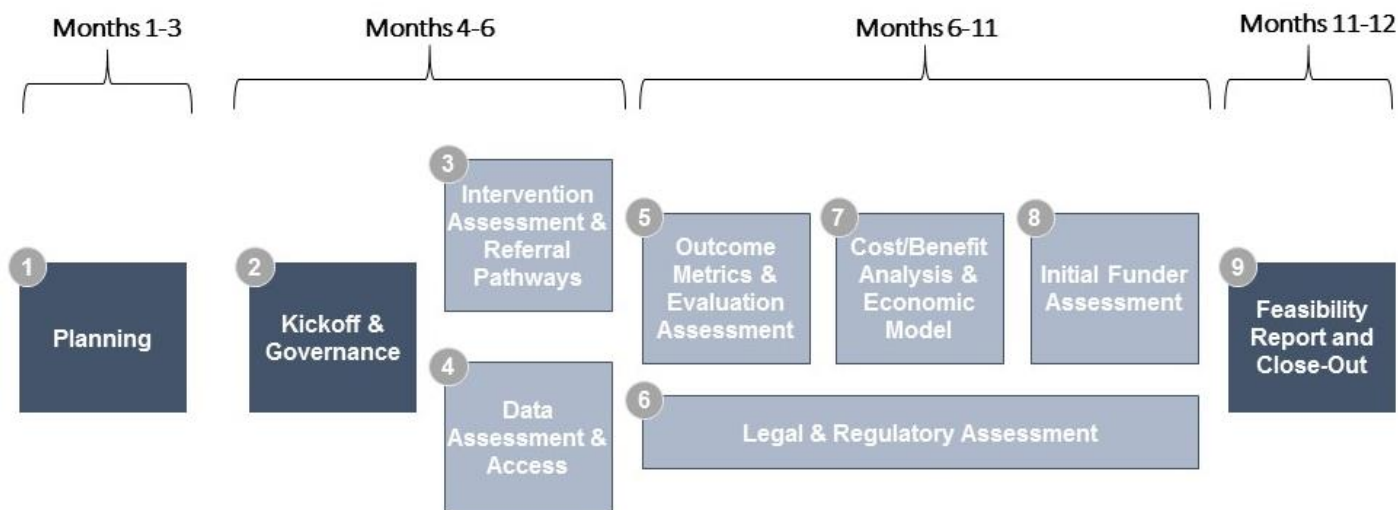 Months 1-3
Months 4-6
Months 6-11
Months 11-12
1
Planning
2
Kickoff &
Governance
3
Intervention
Assessment &
Referral
Pathways
4
Data
Assessment &
Access
5
Outcome
Metrics &
Evaluation
Assessment
6
Legal & Regulatory Assessment
7
Cost/Benefit
Analysis &
Economic
Model
8
Initial Funder
Assessment
9
Feasibility
Report and
Close-Out